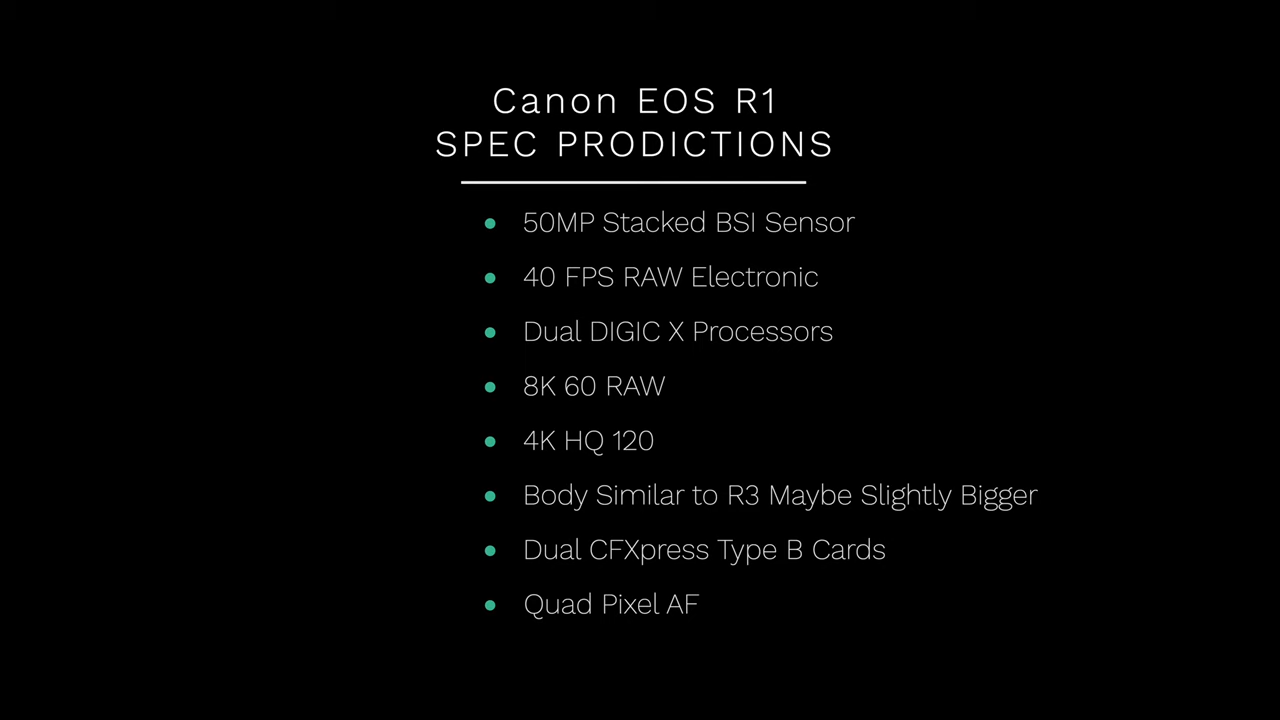 Canon EOS R1
SPEC PRODICTIONS
50MP Stacked BSI Sensor
40 FPS RAW Electronic
Dual DIGIC X Processors
8K 60 RAW
4K HQ 120
Body Similar to R3 Maybe Slightly Bigger
Dual CFXpress Type B Cards
Quad Pixel AF